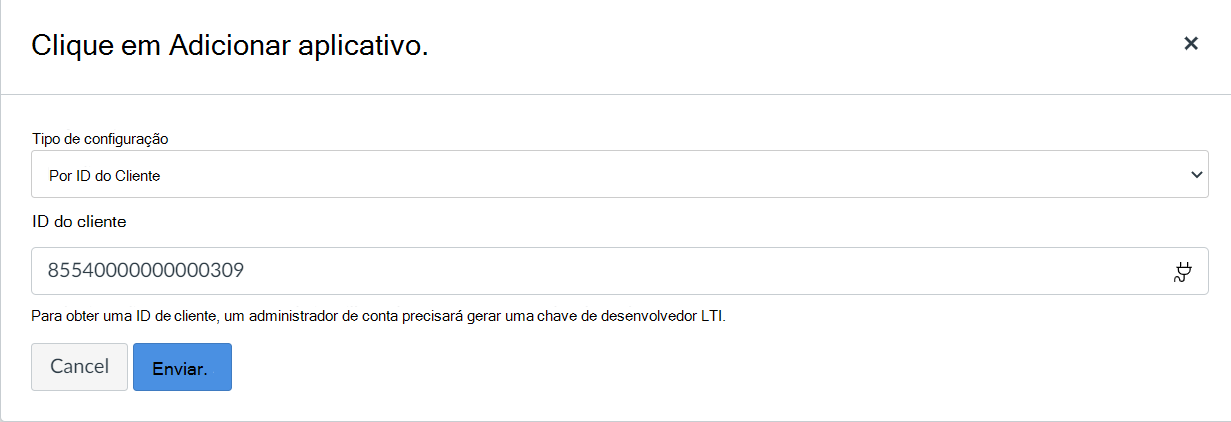 Clique em Adicionar aplicativo.
Tipo de configuração
Por ID do Cliente
ID do cliente
85540000000000309
Para obter uma ID de cliente, um administrador de conta precisará gerar uma chave de desenvolvedor LTI.
Cancel Enviar.